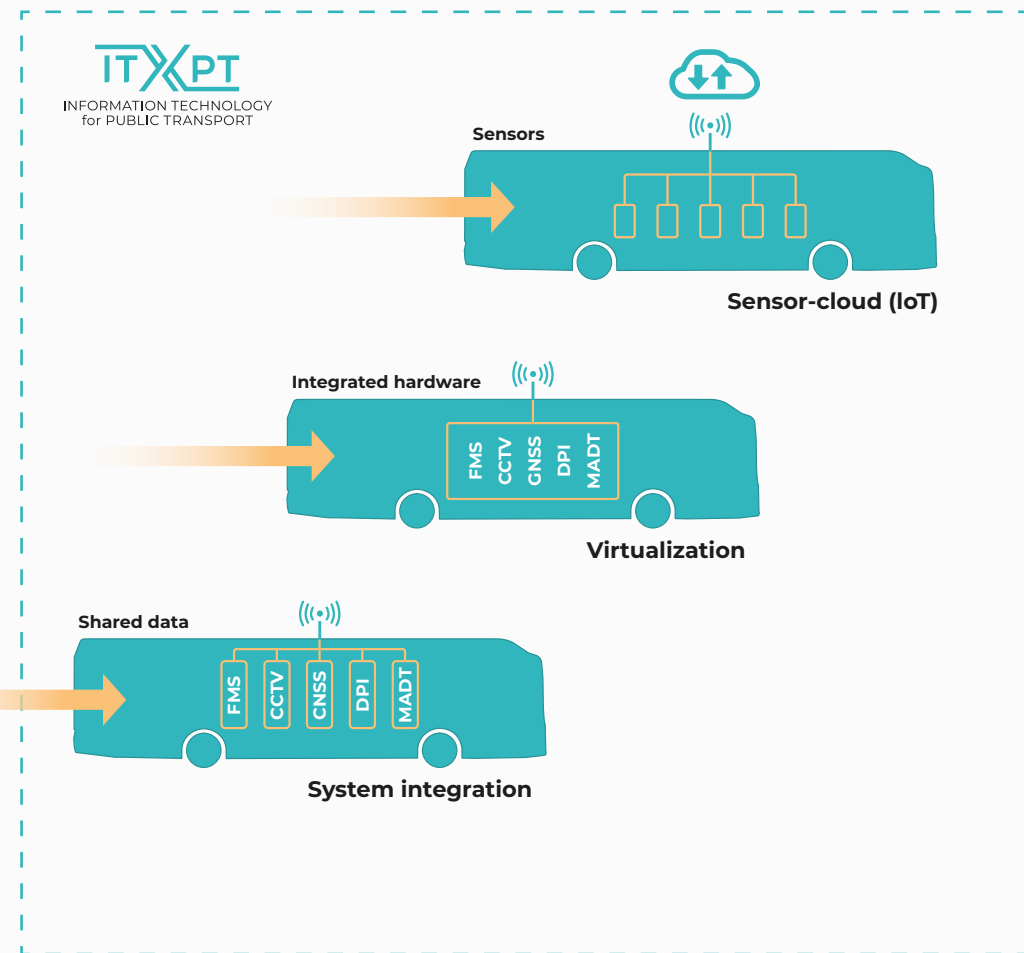 ITXPT
INFORMATION TECHNOLOGY
for PUBLIC TRANSPORT
Sensors
Sensor-cloud (IoT)
Integrated hardware
FMS
CCTV
GNSS
DPI
MADT
Virtualization
Shared data
FMS
CCTV
CNSS
DPI
MADT
System integration